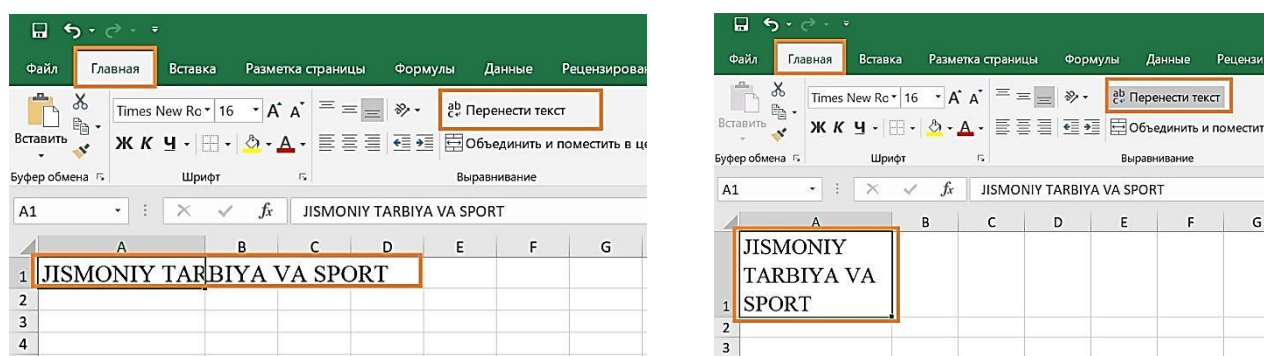 Файл Главная Вставка Разметка страницы Формулы Данные Рецензирова
Times New Ro 16 A A Перенести текст
Вставить Ж К Ч A Объединить и поместить в це
Буфер обмена Шрифт Выравнивание
A1 fx JISMONIY TARBIYA VA SPORT
A B C D E F G
1 JISMONIY TARBIYA VA SPORT
2
3
4
Файл Главная Вставка Разметка страницы Формулы Данные Рецензи
Times New Ro 16 A A Перенести текст
Вставить Ж К Ч A Объединить и поместит
Буфер обмена Шрифт Выравнивание
A1 fx JISMONIY TARBIYA VA SPORT
A B C D E F G
JISMONIY
TARBIYA VA
1 SPORT
2
3